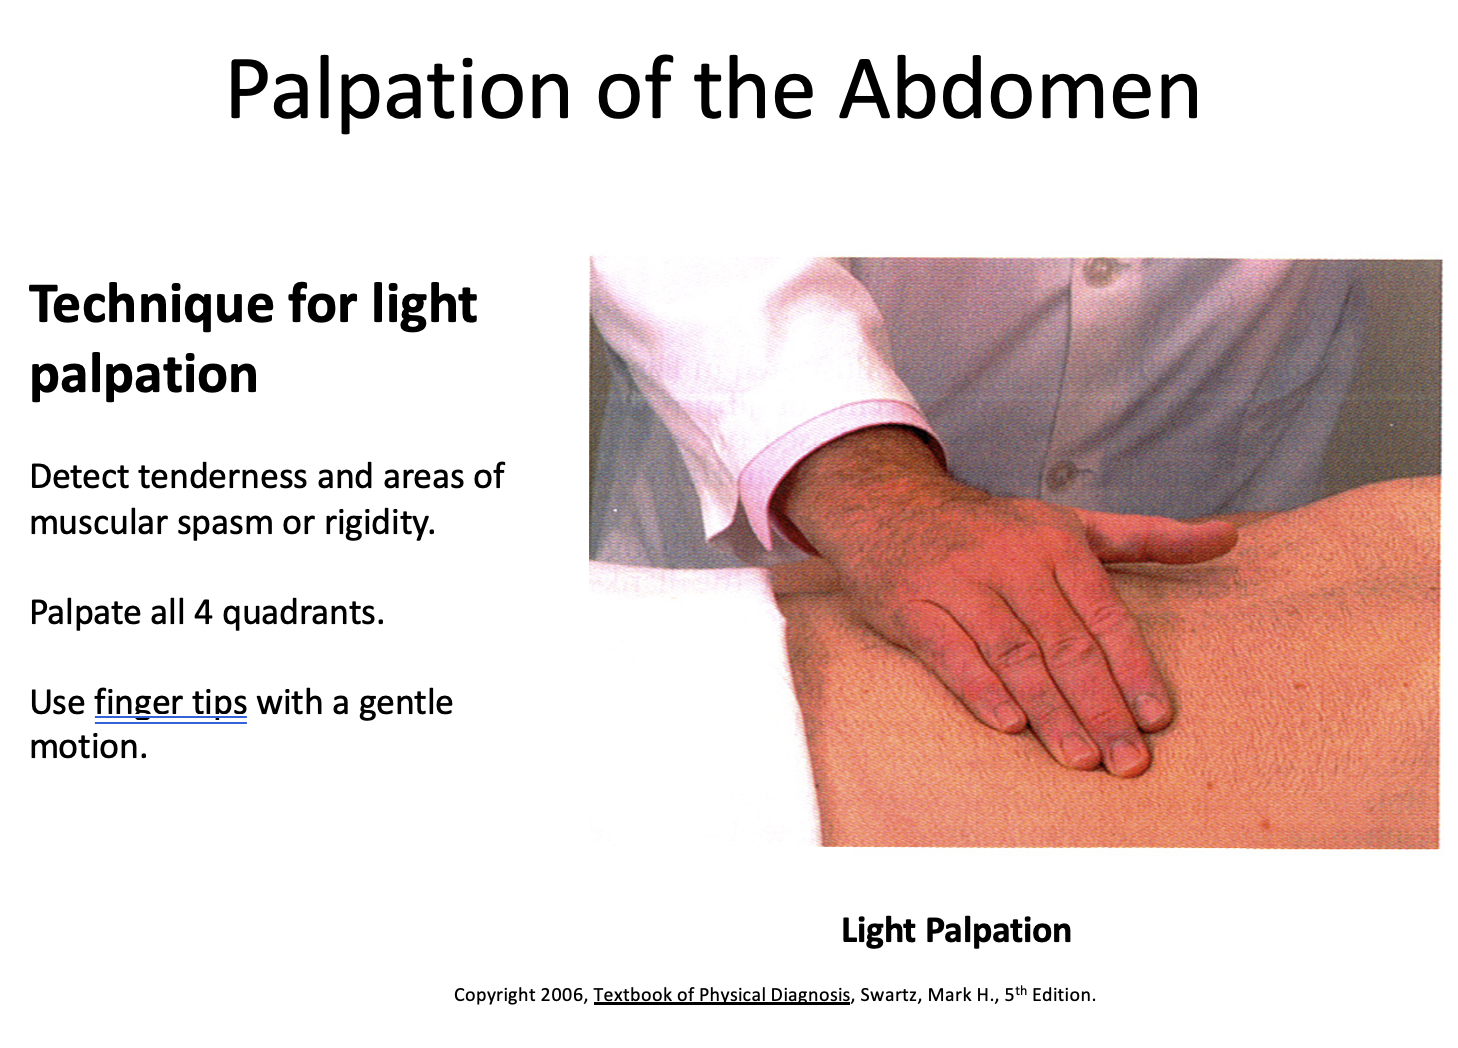 Palpation of the Abdomen
Technique for light
palpation
Detect tenderness and areas of
muscular spasm or rigidity.
Palpate all 4 quadrants.
Use finger tips with a gentle
motion.
Light Palpation
Copyright 2006, Textbook of Physical Diagnosis, Swartz, Mark H., 5th Edition.